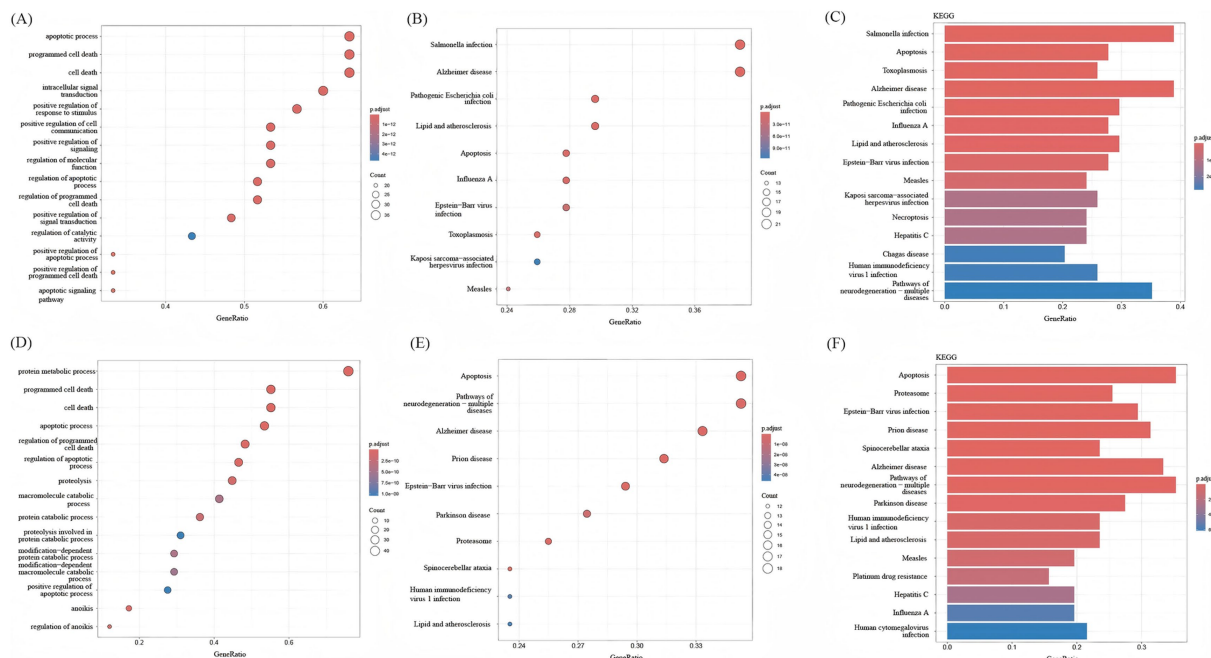 (A)
apoptotic process
programmed cell death
cell death
intracellular signal
transduction
positive regulation of
response to stimulus
positive regulation of cell
communication
positive regulation of
signaling
regulation of molecular
function
regulation of apoptotic
process
regulation of programmed
cell death
positive regulation of
signal transduction
regulation of catalytic
activity
positive regulation of
apoptotic process
positive regulation of
programmed cell death
apoptotic signaling
pathway
0.4
0.5
0.6
GeneRatio
p.adjust
1e-12
2e-12
3e-12
4e-12
Count
20
25
30
35
(B)
Salmonella infection
Alzheimer disease
Pathogenic Escherichia coli
infection
Lipid and atherosclerosis
Apoptosis
Influenza A
Epstein-Barr virus
infection
Toxoplasmosis
Kaposi sarcoma-associated
herpesvirus infection
Measles
0.24
0.28
0.32
0.36
GeneRatio
p.adjust
3.0e-11
6.0e-11
9.0e-11
Count
13
15
17
19
21
(C)
KEGG
Salmonella infection
Apoptosis
Toxoplasmosis
Alzheimer disease
Pathogenic Escherichia coli
infection
Influenza A
Lipid and atherosclerosis
Epstein-Barr virus infection
Measles
Kaposi sarcoma-associated
herpesvirus infection
Necroptosis
Hepatitis C
Chagas disease
Human immunodeficiency
virus 1 infection
Pathways of
neurodegeneration - multiple
diseases
0.0
0.1
0.2
0.3
0.4
GeneRatio
p.adjust
(D)
protein metabolic process
programmed cell death
cell death
apoptotic process
regulation of programmed
cell death
regulation of apoptotic
process
proteolysis
macromolecule catabolic
process
protein catabolic process
proteolysis involved in
protein catabolic process
modification-dependent
protein catabolic process
modification-dependent
macromolecule catabolic
process
positive regulation of
apoptotic process
anoikis
regulation of anoikis
0.2
0.4
0.6
GeneRatio
p.adjust
2.5e-10
5.0e-10
7.5e-10
1.0e-09
Count
10
20
30
40
(E)
Apoptosis
Pathways of
neurodegeneration - multiple
diseases
Alzheimer disease
Prion disease
Epstein-Barr virus infection
Parkinson disease
Proteasome
Spinocerebellar ataxia
Human immunodeficiency
virus 1 infection
Lipid and atherosclerosis
0.24
0.27
0.30
0.33
GeneRatio
p.adjust
Count
12
13
14
15
16
17
18
(F)
KEGG
Apoptosis
Proteasome
Epstein-Barr virus infection
Prion disease
Spinocerebellar ataxia
Alzheimer disease
Pathways of
neurodegeneration - multiple
diseases
Parkinson disease
Human immunodeficiency
virus 1 infection
Lipid and atherosclerosis
Measles
Platinum drug resistance
Hepatitis C
Influenza A
Human cytomegalovirus
infection
0.0
0.1
0.2
0.3
GeneRatio
p.adjust